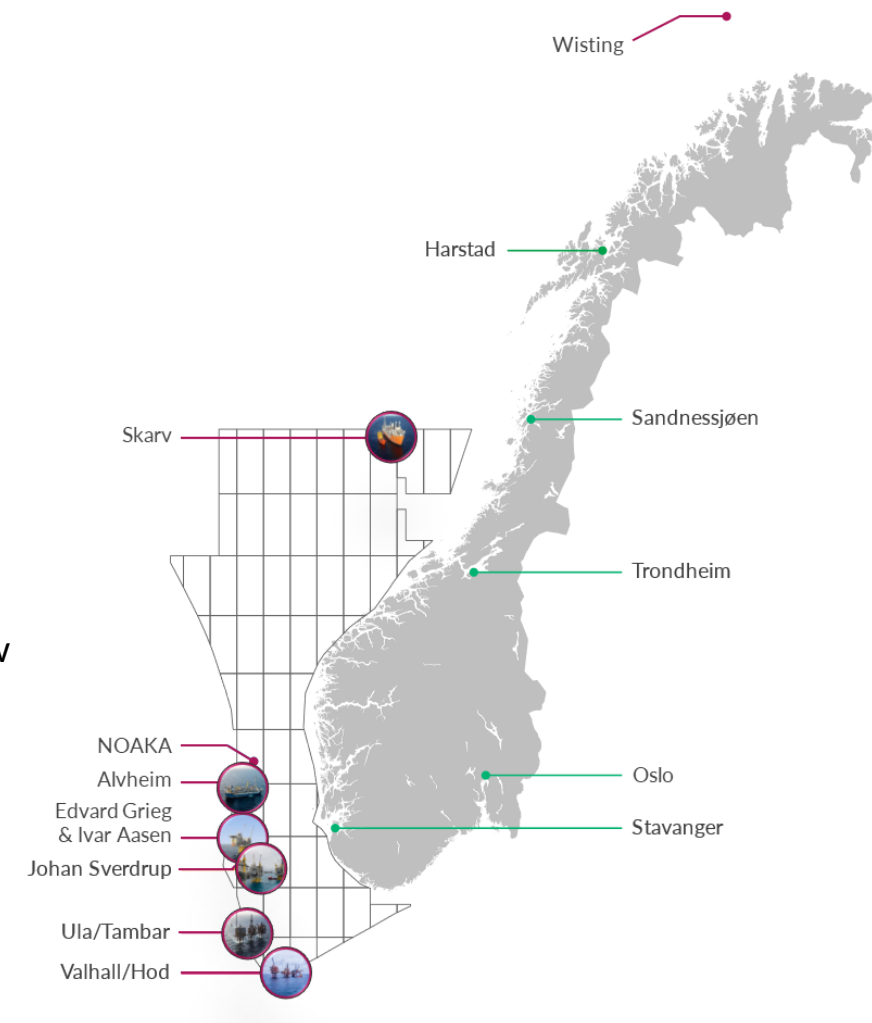 Wisting
Harstad
Skarv
Sandnessjøen
Trondheim
NOAKA
Alvheim
Oslo
Edvard Grieg
& Ivar Aasen
Stavanger
Johan Sverdrup
Ula/Tambar
Valhall/Hod